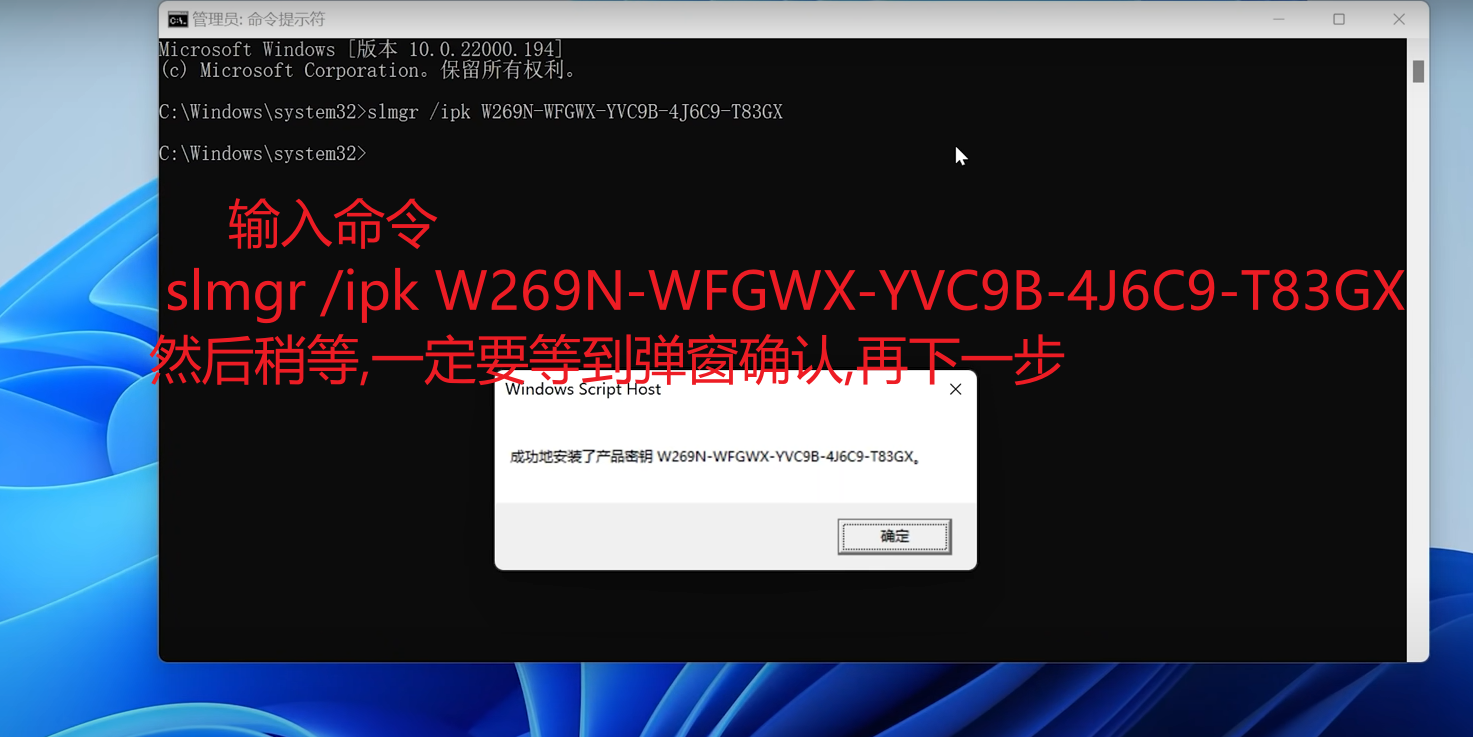 管理员: 命令提示符
Microsoft Windows [版本 10.0.22000.194]
(c) Microsoft Corporation。保留所有权利。
C:\Windows\system32>slmgr /ipk W269N-WFGWX-YVC9B-4J6C9-T83GX
C:\Windows\system32>
输入命令
slmgr /ipk W269N-WFGWX-YVC9B-4J6C9-T83GX
然后稍等,一定要等到弹窗确认,再下一步
Windows Script Host
成功地安装了产品密钥 W269N-WFGWX-YVC9B-4J6C9-T83GX。
确定